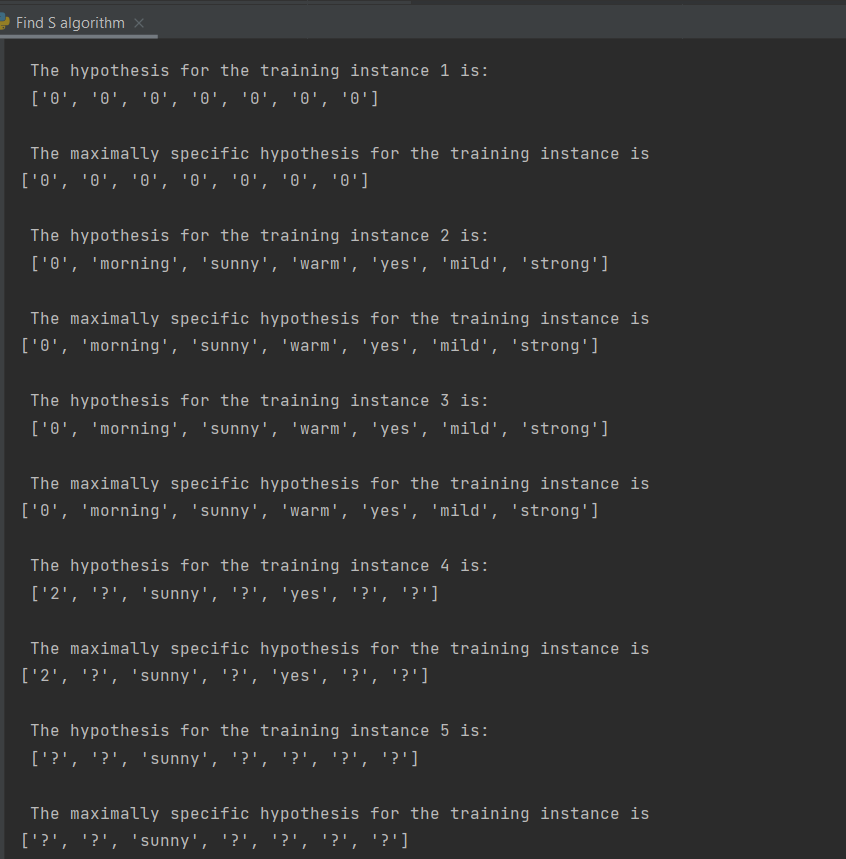 Find S algorithm
The hypothesis for the training instance 1 is:
['0', '0', '0', '0', '0', '0', '0']
The maximally specific hypothesis for the training instance is
['0', '0', '0', '0', '0', '0', '0']
The hypothesis for the training instance 2 is:
['0', 'morning', 'sunny', 'warm', 'yes', 'mild', 'strong']
The maximally specific hypothesis for the training instance is
['0', 'morning', 'sunny', 'warm', 'yes', 'mild', 'strong']
The hypothesis for the training instance 3 is:
['0', 'morning', 'sunny', 'warm', 'yes', 'mild', 'strong']
The maximally specific hypothesis for the training instance is
['0', 'morning', 'sunny', 'warm', 'yes', 'mild', 'strong']
The hypothesis for the training instance 4 is:
['2', '?', 'sunny', '?', 'yes', '?', '?']
The maximally specific hypothesis for the training instance is
['2', '?', 'sunny', '?', 'yes', '?', '?']
The hypothesis for the training instance 5 is:
['?', '?', 'sunny', '?', '?', '?', '?']
The maximally specific hypothesis for the training instance is
['?', '?', 'sunny', '?', '?', '?', '?']